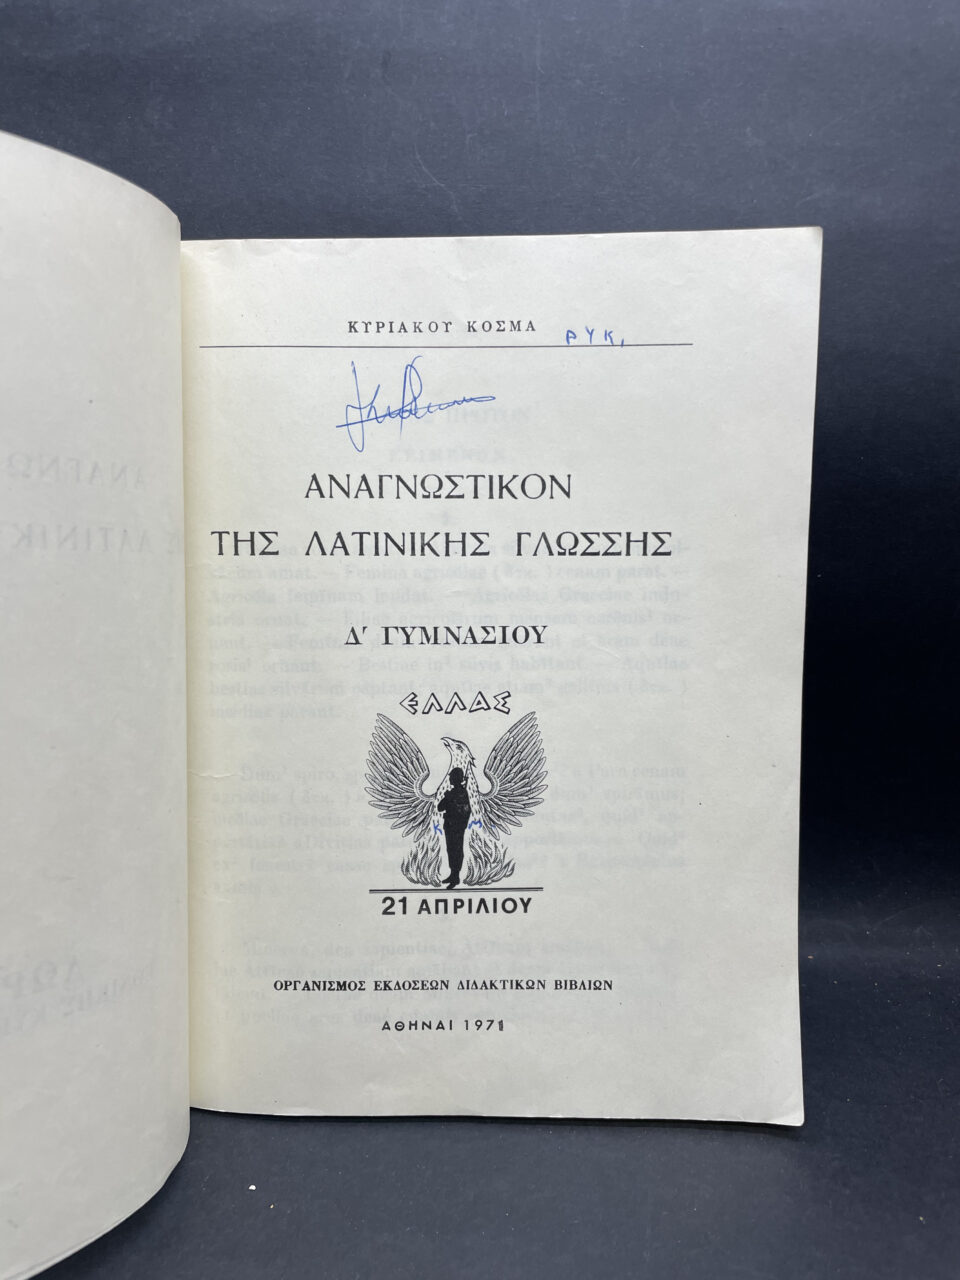 ΚΥΡΙΑΚΟΥ ΚΟΣΜΑ
ΡΥΚ,
ΑΝΑΓΝΩΣΤΙΚΟΝ
ΤΗΣ ΛΑΤΙΝΙΚΗΣ ΓΛΩΣΣΗΣ
Δ΄ ΓΥΜΝΑΣΙΟΥ
ΕΛΛΑΣ
Κ Μ
21 ΑΠΡΙΛΙΟΥ
ΟΡΓΑΝΙΣΜΟΣ ΕΚΔΟΣΕΩΝ ΔΙΔΑΚΤΙΚΩΝ ΒΙΒΛΙΩΝ
ΑΘΗΝΑΙ 1971